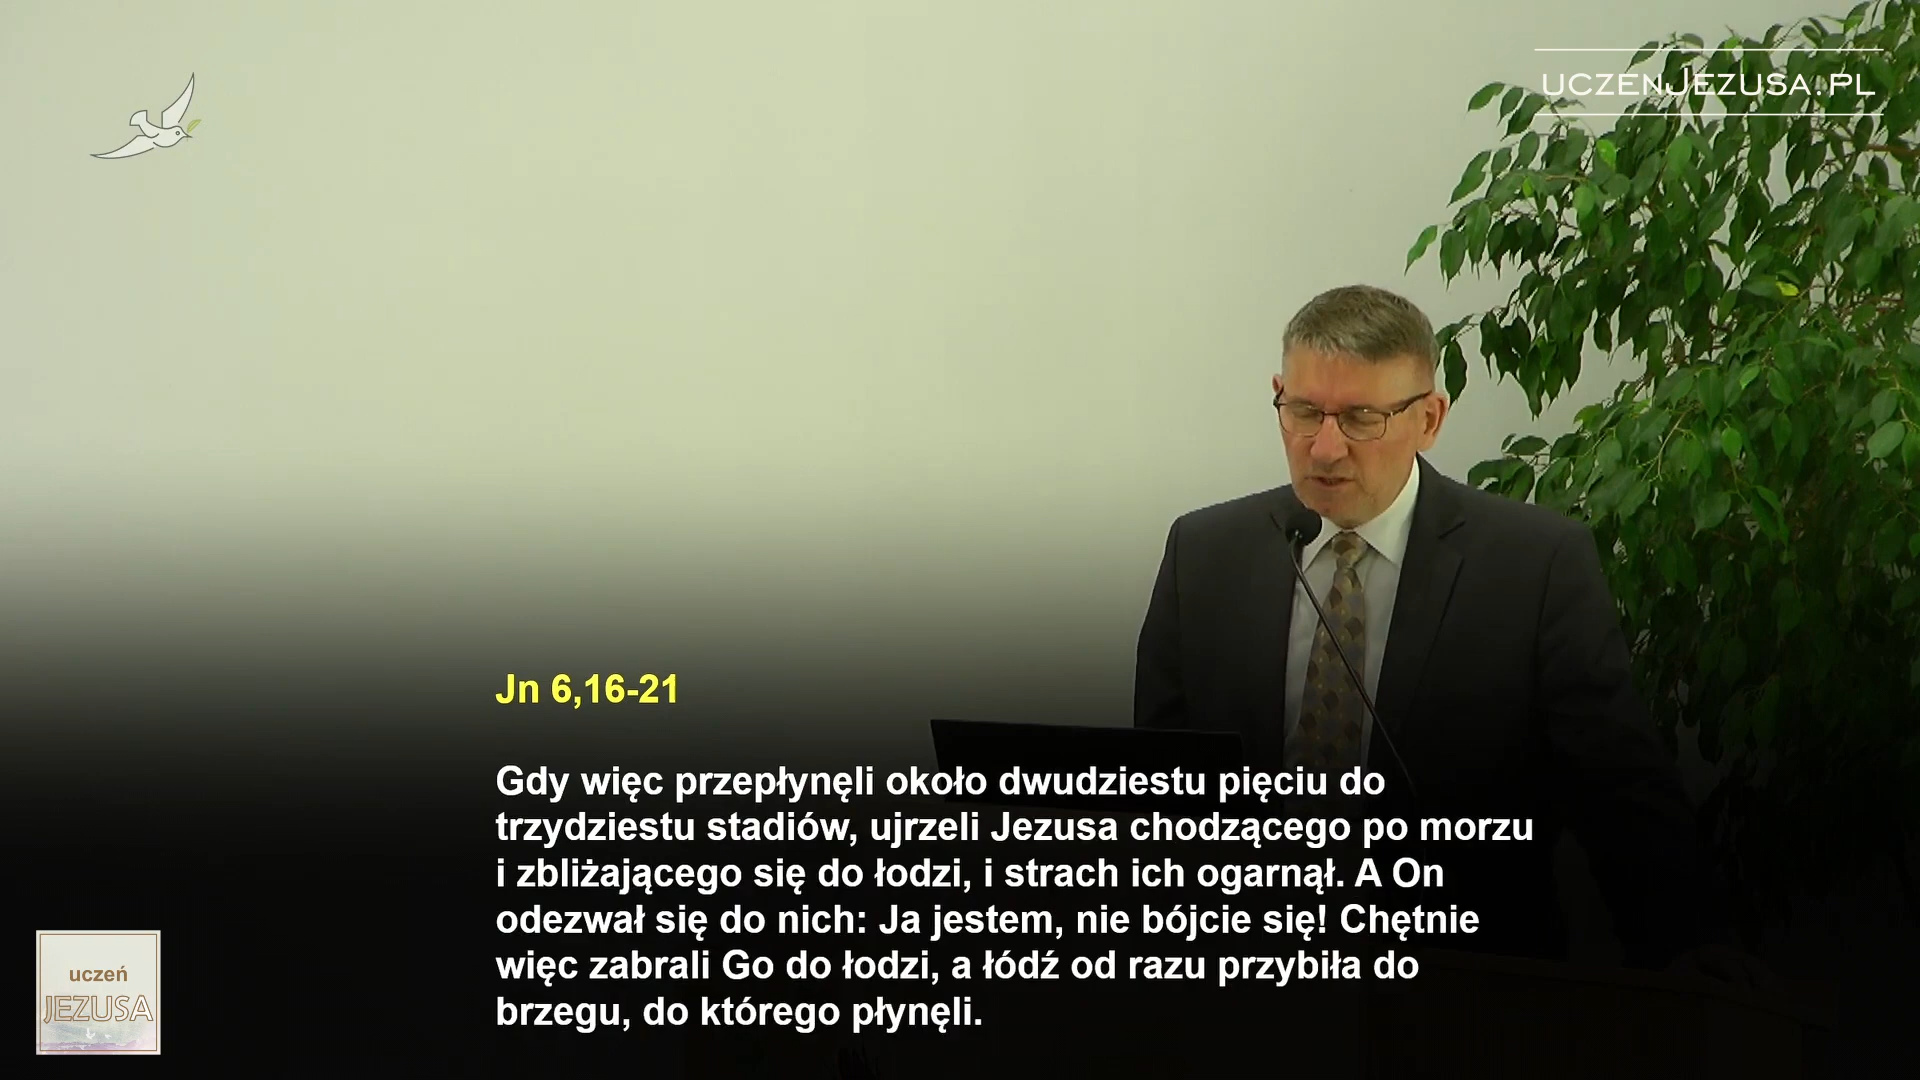 UCZENJEZUSA.PL
Jn 6,16-21
Gdy więc przepłynęli około dwudziestu pięciu do
trzydziestu stadiów, ujrzeli Jezusa chodzącego po morzu
i zbliżającego się do łodzi, i strach ich ogarnął. A On
odezwał się do nich: Ja jestem, nie bójcie się! Chętnie
więc zabrali Go do łodzi, a łódź od razu przybiła do
brzegu, do którego płynęli.
uczeń
JEZUSA